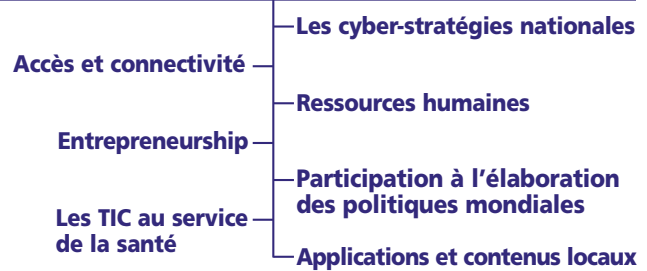 Les cyber-stratégies nationales
Accès et connectivité
Ressources humaines
Entrepreneurship
Participation à l’élaboration
des politiques mondiales
Les TIC au service
de la santé
Applications et contenus locaux